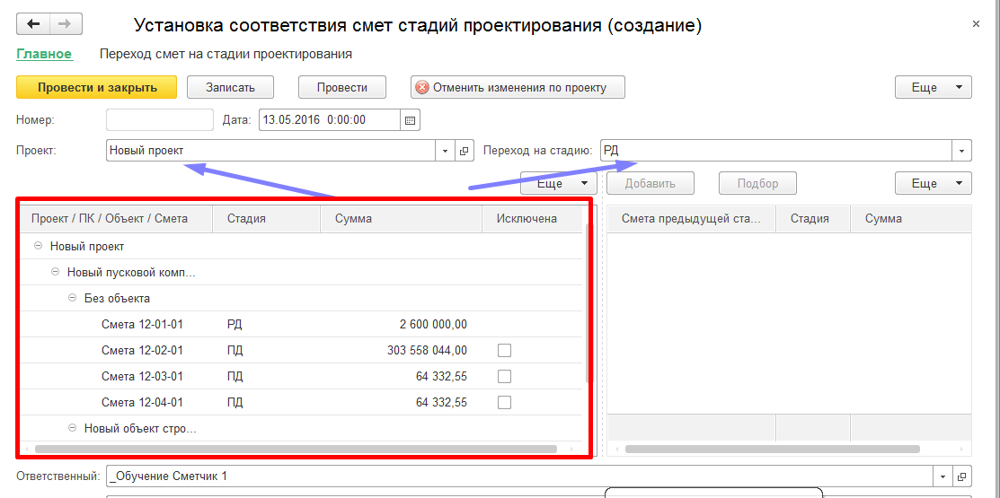 Установка соответствия смет стадий проектирования (создание)
Главное Переход смет на стадии проектирования
Провести и закрыть Записать Провести Отменить изменения по проекту Еще
Номер: Дата: 13.05.2016 0:00:00
Проект: Новый проект Переход на стадию: РД
Еще Добавить Подбор Еще
Проект / ПК / Объект / Смета Стадия Сумма Исключена Смета предыдущей ста... Стадия Сумма
Новый проект
Новый пусковой комп...
Без объекта
Смета 12-01-01 РД 2 600 000,00
Смета 12-02-01 ПД 303 558 044,00
Смета 12-03-01 ПД 64 332,55
Смета 12-04-01 ПД 64 332,55
Новый объект стро...
Ответственный: _Обучение Сметчик 1